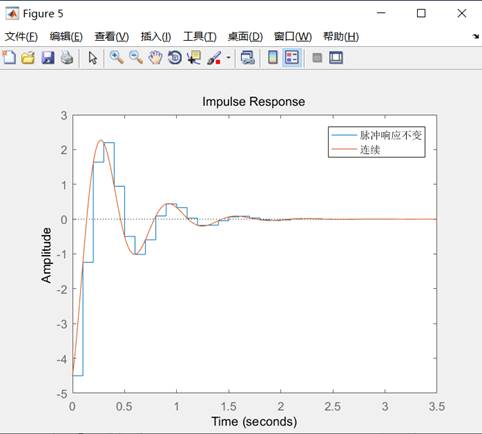 Figure 5
文件(F) 编辑(E) 查看(V) 插入(I) 工具(T) 桌面(D) 窗口(W) 帮助(H)
Impulse Response
脉冲响应不变
连续
3
2
1
0
-1
-2
-3
-4
-5
Amplitude
0 0.5 1 1.5 2 2.5 3 3.5
Time (seconds)